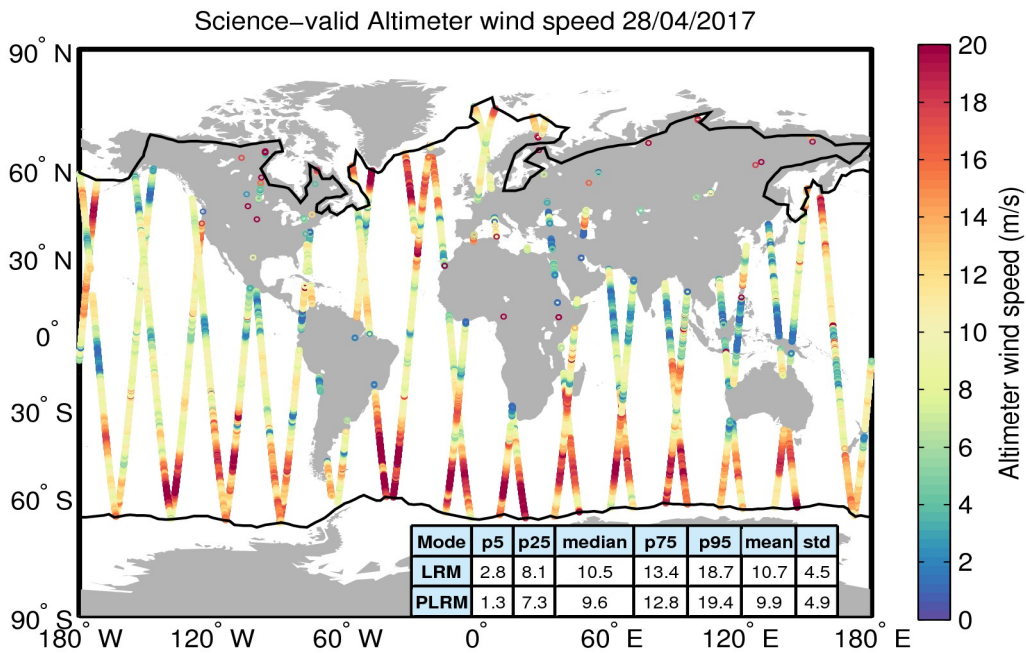 Science−valid Altimeter wind speed 28/04/2017
90° N
60° N
30° N
0°
30° S
60° S
90° S
180° W
120° W
60° W
0°
60° E
120° E
180° E
Mode p5 p25 median p75 p95 mean std
LRM 2.8 8.1 10.5 13.4 18.7 10.7 4.5
PLRM 1.3 7.3 9.6 12.8 19.4 9.9 4.9
20
18
16
14
12
10
8
6
4
2
0
Altimeter wind speed (m/s)